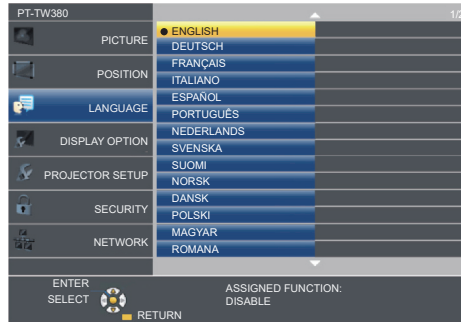 PT-TW380
1/2
PICTURE
POSITION
LANGUAGE
DISPLAY OPTION
PROJECTOR SETUP
SECURITY
NETWORK
ENGLISH
DEUTSCH
FRANÇAIS
ITALIANO
ESPAÑOL
PORTUGUÊS
NEDERLANDS
SVENSKA
SUOMI
NORSK
DANSK
POLSKI
MAGYAR
ROMANA
ENTER
SELECT
RETURN
ASSIGNED FUNCTION:
DISABLE